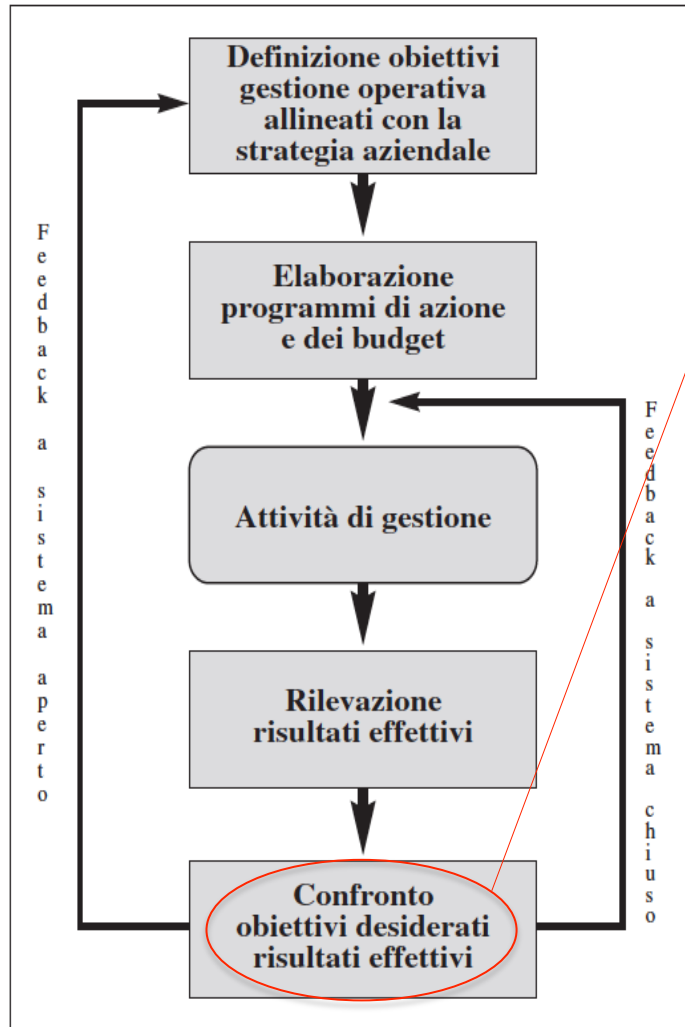 Definizione obiettivi
gestione operativa
allineati con la
strategia aziendale
Elaborazione
programmi di azione
e dei budget
Attività di gestione
Rilevazione
risultati effettivi
Confronto
obiettivi desiderati
risultati effettivi
Feedback a sistema aperto
Feedback a sistema chiuso